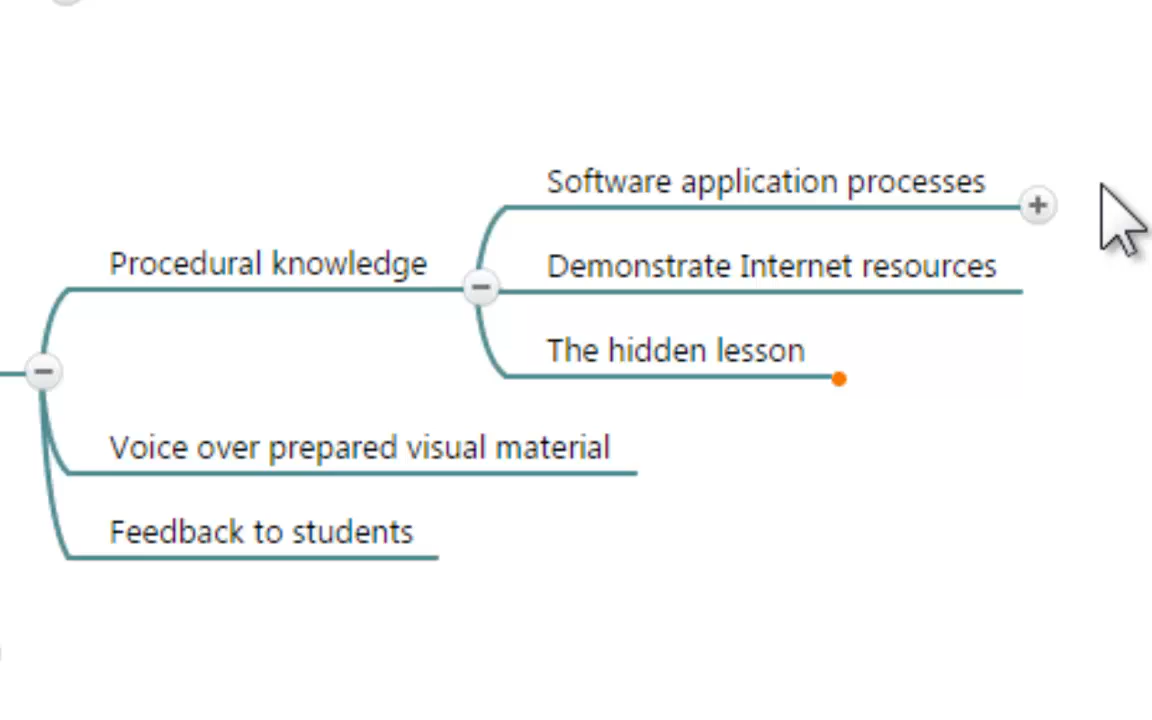 Software application processes
Procedural knowledge
Demonstrate Internet resources
The hidden lesson
Voice over prepared visual material
Feedback to students